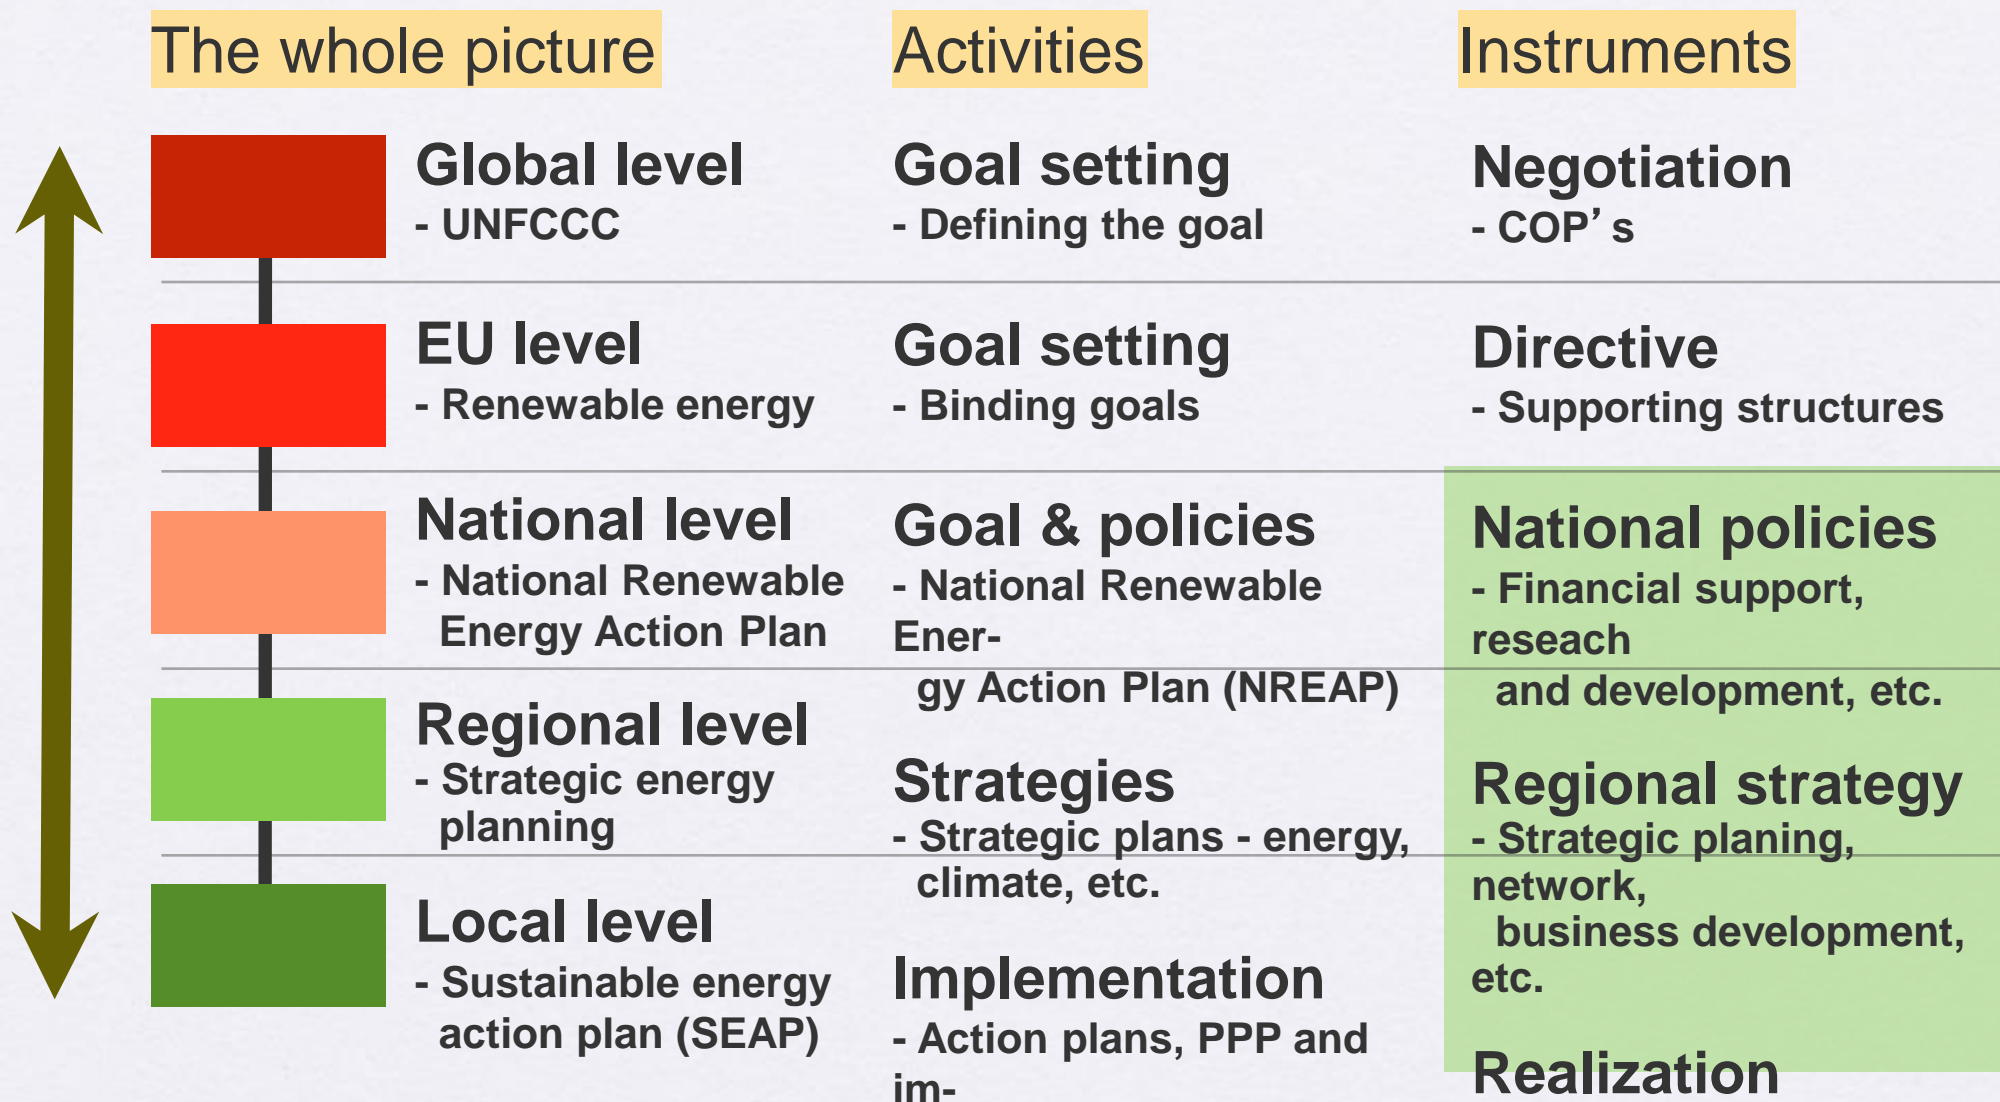 The whole picture
Activities
Instruments
Global level
- UNFCCC
Goal setting
- Defining the goal
Negotiation
- COP’s
EU level
- Renewable energy
Goal setting
- Binding goals
Directive
- Supporting structures
National level
- National Renewable
Energy Action Plan
Goal & policies
- National Renewable
Ener-
gy Action Plan (NREAP)
National policies
- Financial support,
reseach
and development, etc.
Regional level
- Strategic energy
planning
Strategies
- Strategic plans - energy,
climate, etc.
Regional strategy
- Strategic planing,
network,
business development,
etc.
Local level
- Sustainable energy
action plan (SEAP)
Implementation
- Action plans, PPP and
im-
Realization